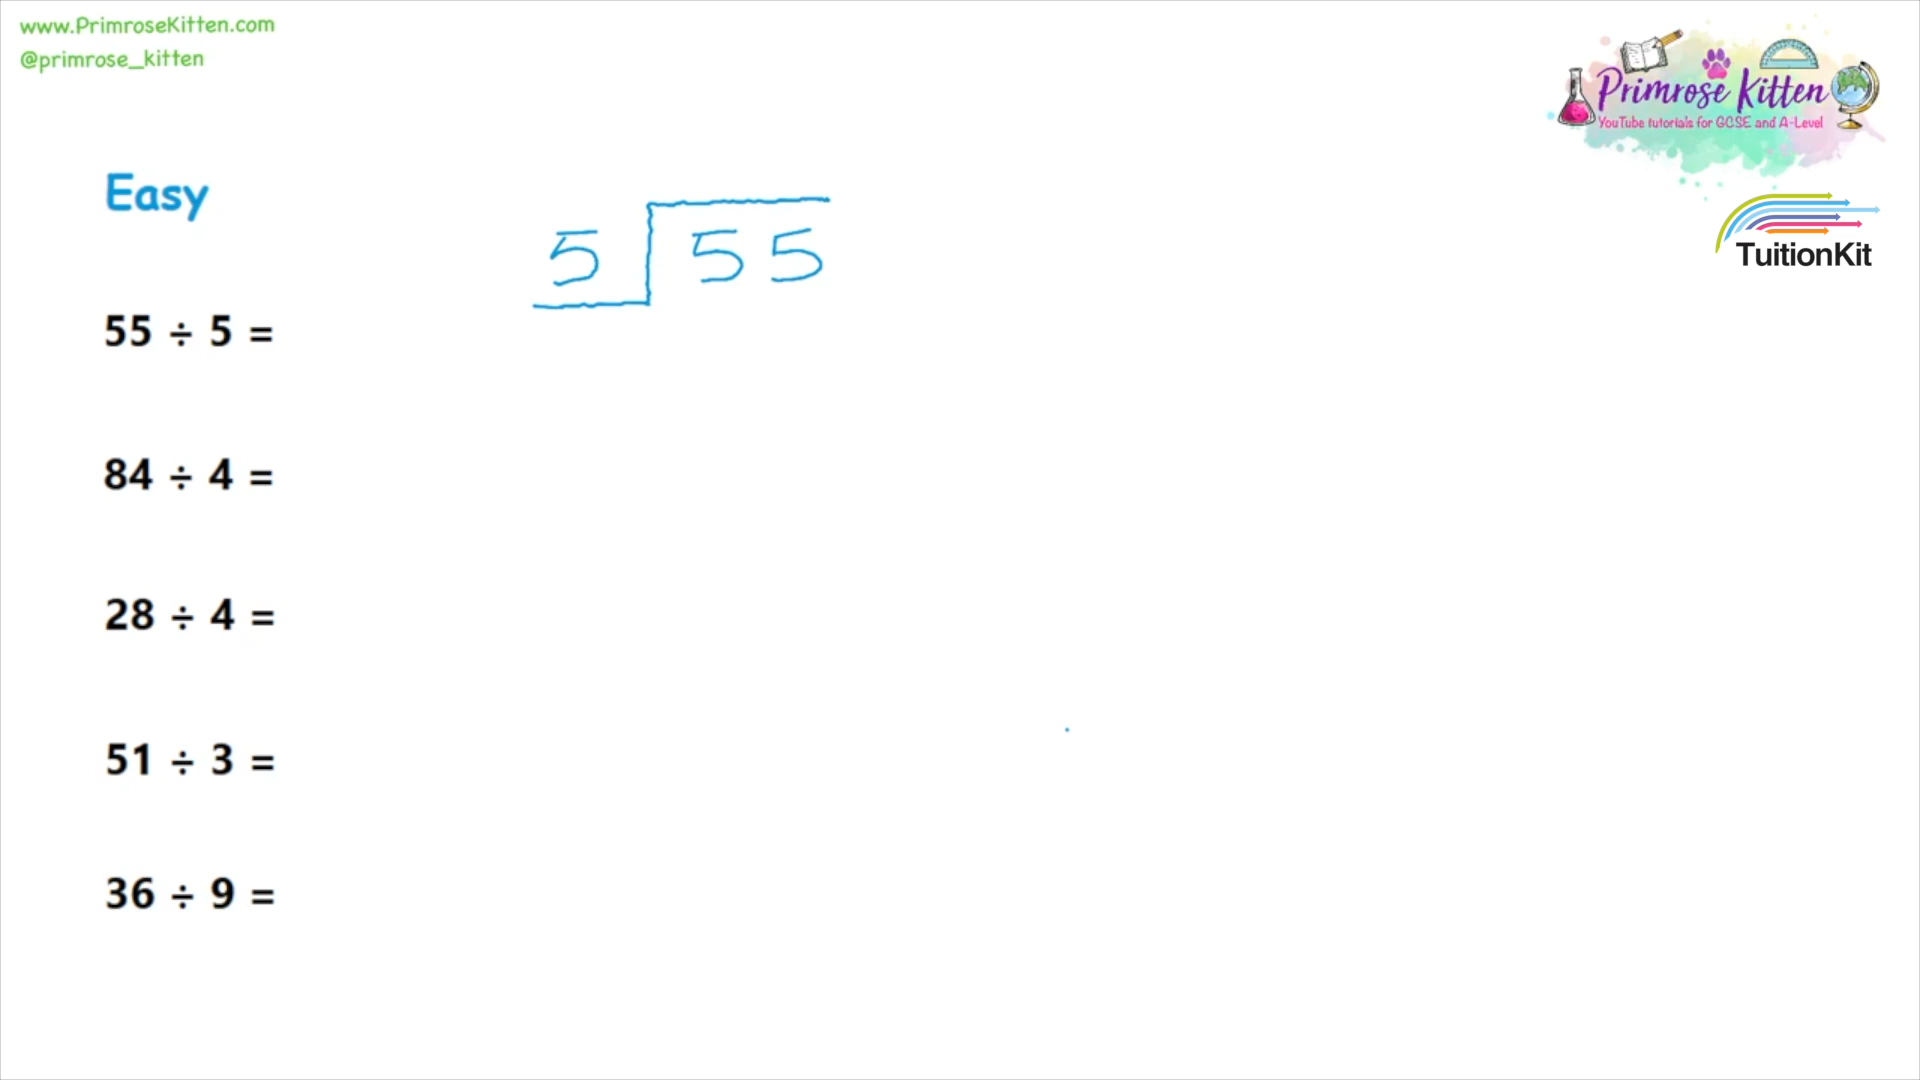 www.PrimroseKitten.com
@primrose_kitten
Primrose Kitten
YouTube tutorials for GCSE and A-Level
TuitionKit
Easy
5 55
55 ÷ 5 =
84 ÷ 4 =
28 ÷ 4 =
51 ÷ 3 =
36 ÷ 9 =